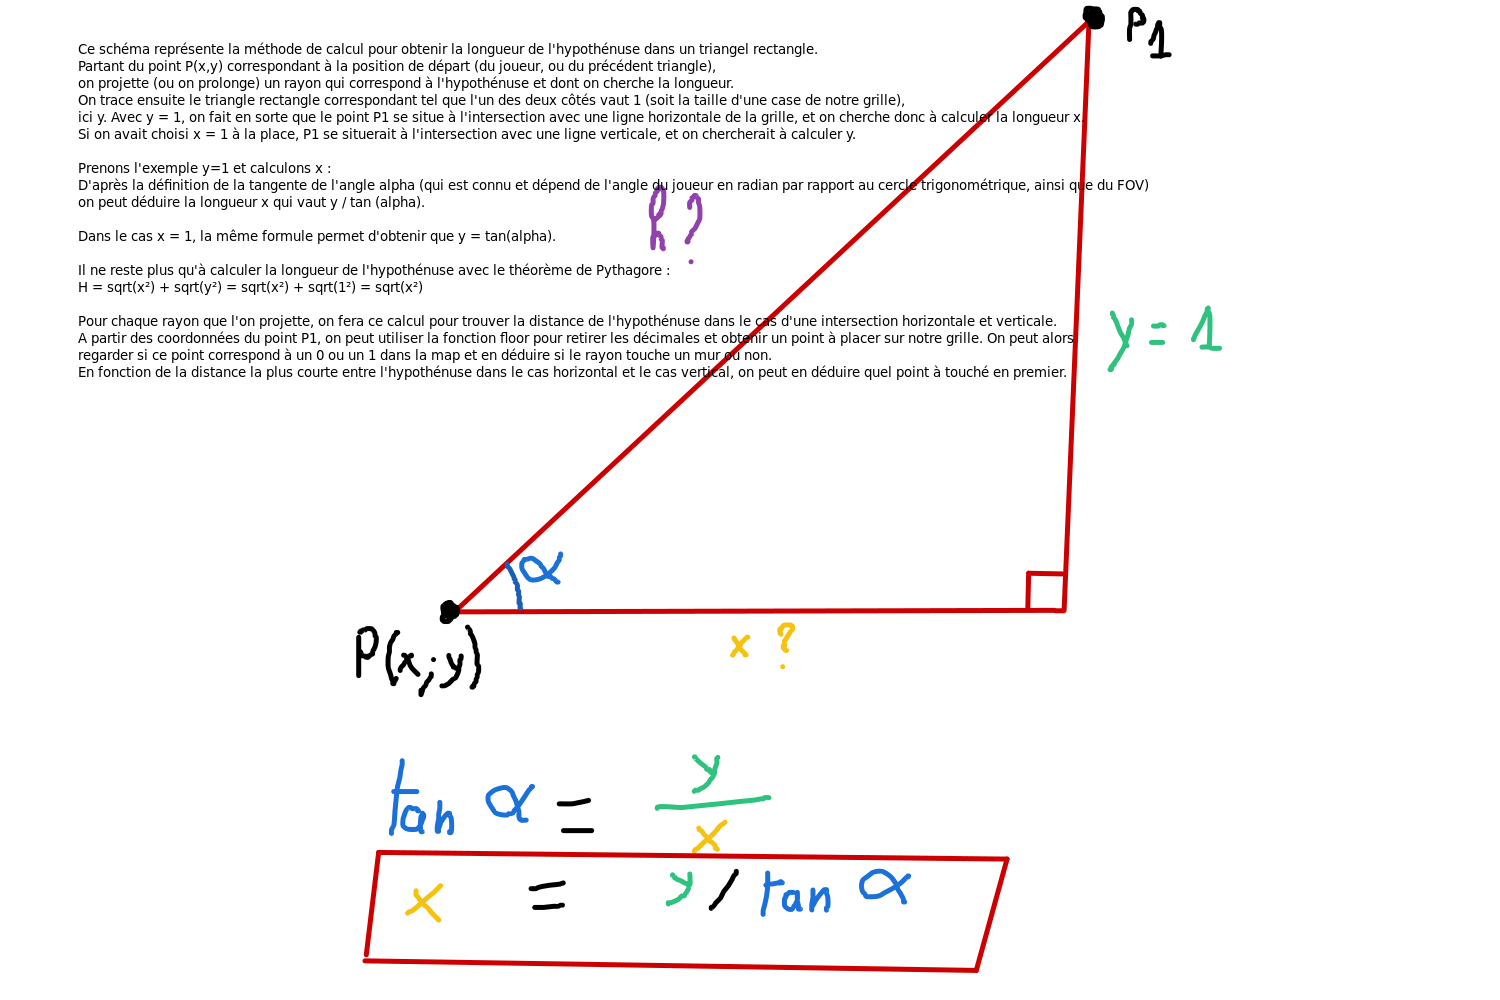 P1
Ce schéma représente la méthode de calcul pour obtenir la longueur de l'hypothénuse dans un triangel rectangle.
Partant du point P(x,y) correspondant à la position de départ (du joueur, ou du précédent triangle),
on projette (ou on prolonge) un rayon qui correspond à l'hypothénuse et dont on cherche la longueur.
On trace ensuite le triangle rectangle correspondant tel que l'un des deux côtés vaut 1 (soit la taille d'une case de notre grille),
ici y. Avec y = 1, on fait en sorte que le point P1 se situe à l'intersection avec une ligne horizontale de la grille, et on cherche donc à calculer la longueur x.
Si on avait choisi x = 1 à la place, P1 se situerait à l'intersection avec une ligne verticale, et on chercherait à calculer y.
Prenons l'exemple y=1 et calculons x :
D'après la définition de la tangente de l'angle alpha (qui est connu et dépend de l'angle du joueur en radian par rapport au cercle trigonométrique, ainsi que du FOV)
on peut déduire la longueur x qui vaut y / tan (alpha).
h ?
Dans le cas x = 1, la même formule permet d'obtenir que y = tan(alpha).
Il ne reste plus qu'à calculer la longueur de l'hypothénuse avec le théorème de Pythagore :
H = sqrt(x²) + sqrt(y²) = sqrt(x²) + sqrt(1²) = sqrt(x²)
Pour chaque rayon que l'on projette, on fera ce calcul pour trouver la distance de l'hypothénuse dans le cas d'une intersection horizontale et verticale.
A partir des coordonnées du point P1, on peut utiliser la fonction floor pour retirer les décimales et obtenir un point à placer sur notre grille. On peut alors
regarder si ce point correspond à un 0 ou un 1 dans la map et en déduire si le rayon touche un mur ou non.
En fonction de la distance la plus courte entre l'hypothénuse dans le cas horizontal et le cas vertical, on peut en déduire quel point à touché en premier.
y = 1
α
x ?
P(x;y)
tan α = y/x
x = y / tan α